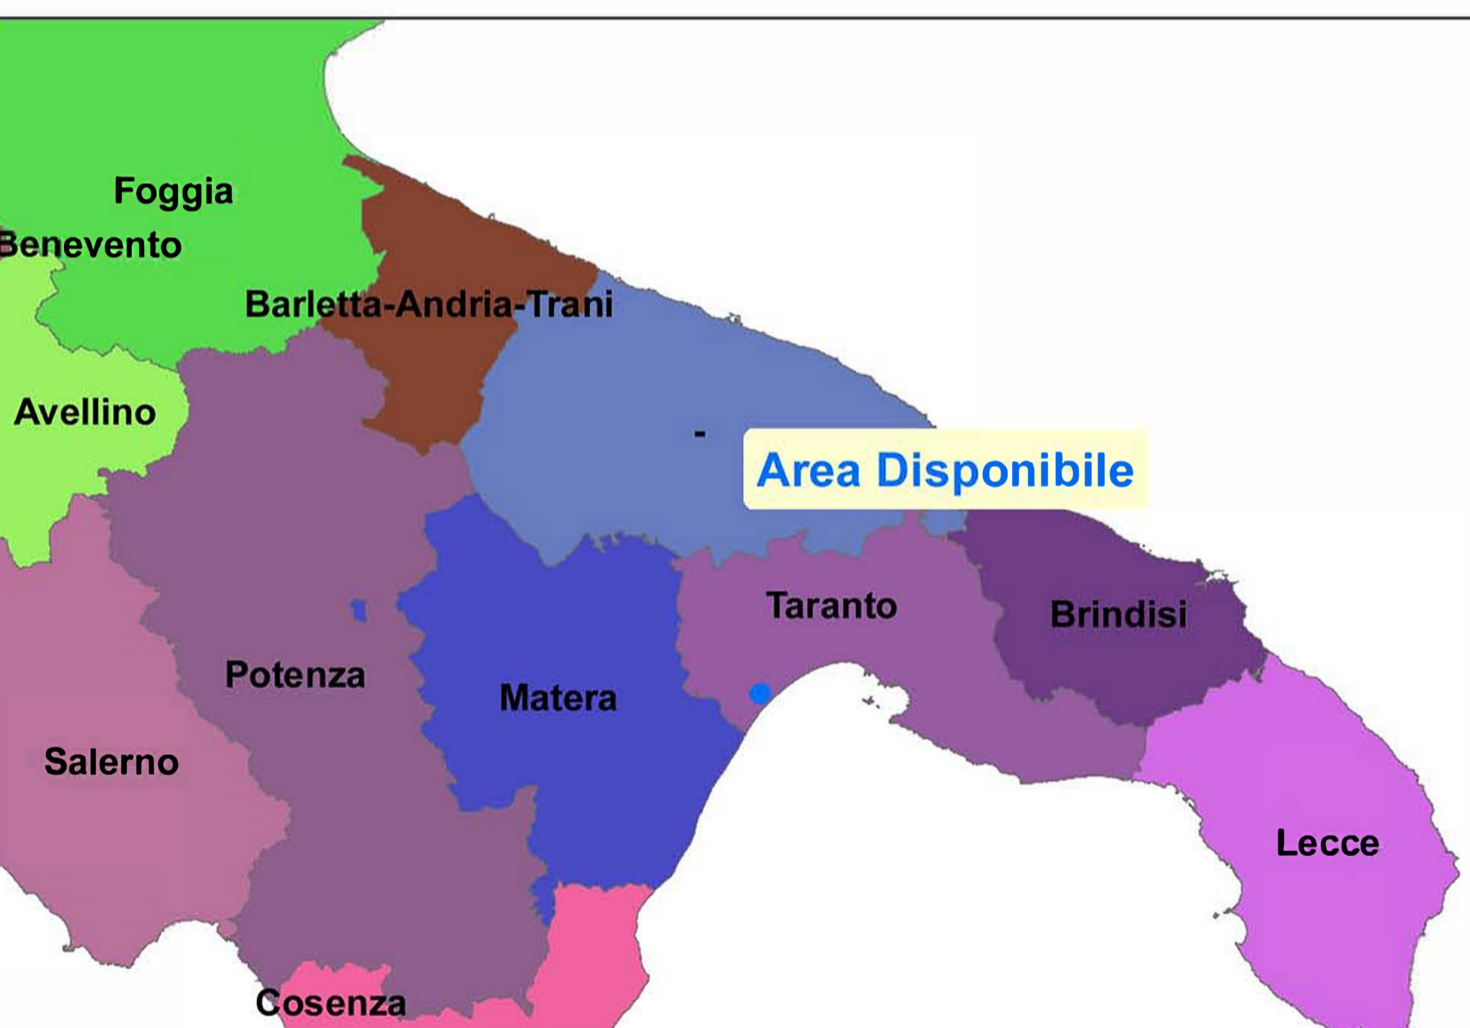 Foggia
Benevento
Barletta-Andria-Trani
Avellino
-
Area Disponibile
Taranto
Brindisi
Potenza
Matera
Salerno
Lecce
Cosenza